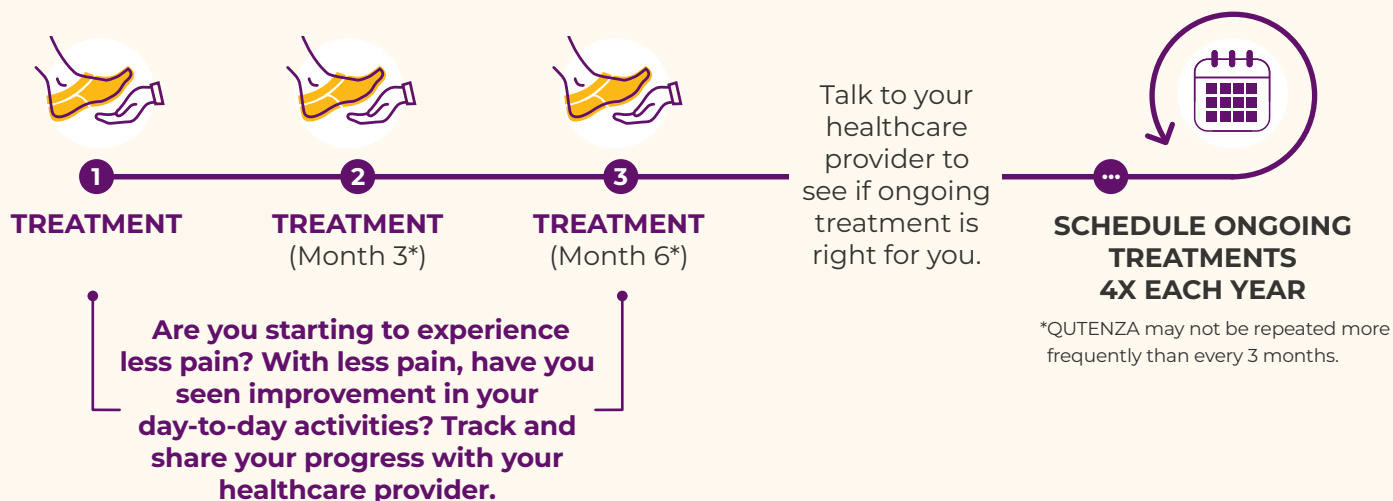 1
TREATMENT
2
TREATMENT
(Month 3*)
3
TREATMENT
(Month 6*)
Are you starting to experience
less pain? With less pain, have you
seen improvement in your
day-to-day activities? Track and
share your progress with your
healthcare provider.
Talk to your
healthcare
provider to
see if ongoing
treatment is
right for you.
...
SCHEDULE ONGOING
TREATMENTS
4X EACH YEAR
*QUTENZA may not be repeated more
frequently than every 3 months.